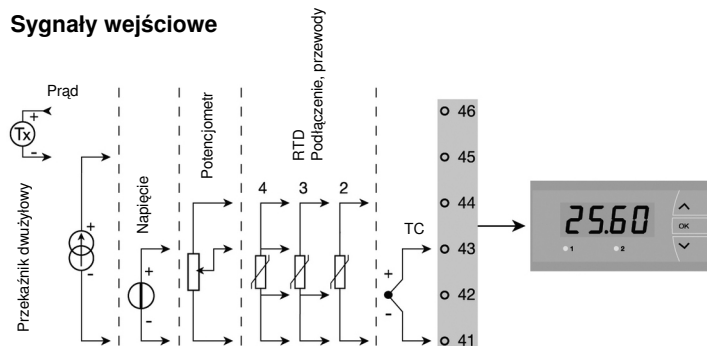 Sygnały wejściowe
Prąd
Tx
+
-
Przekaźnik dwużyłowy
+
-
Napięcie
+
-
Potencjometr
RTD
Podłączenie, przewody
4 3 2
TC
+
-
46
45
44
43
42
41
25.60
1 2
OK